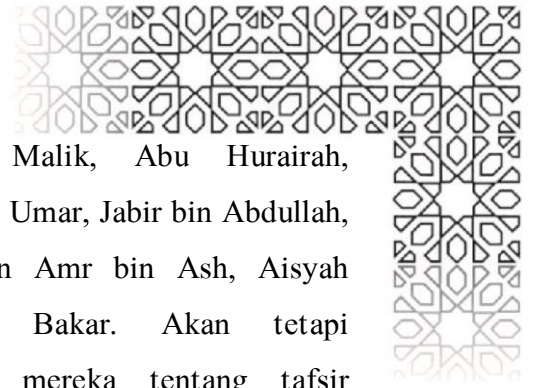 Malik, Abu Hurairah,
Umar, Jabir bin Abdullah,
Amr bin Ash, Aisyah
Bakar. Akan tetapi
mereka tentang tafsir